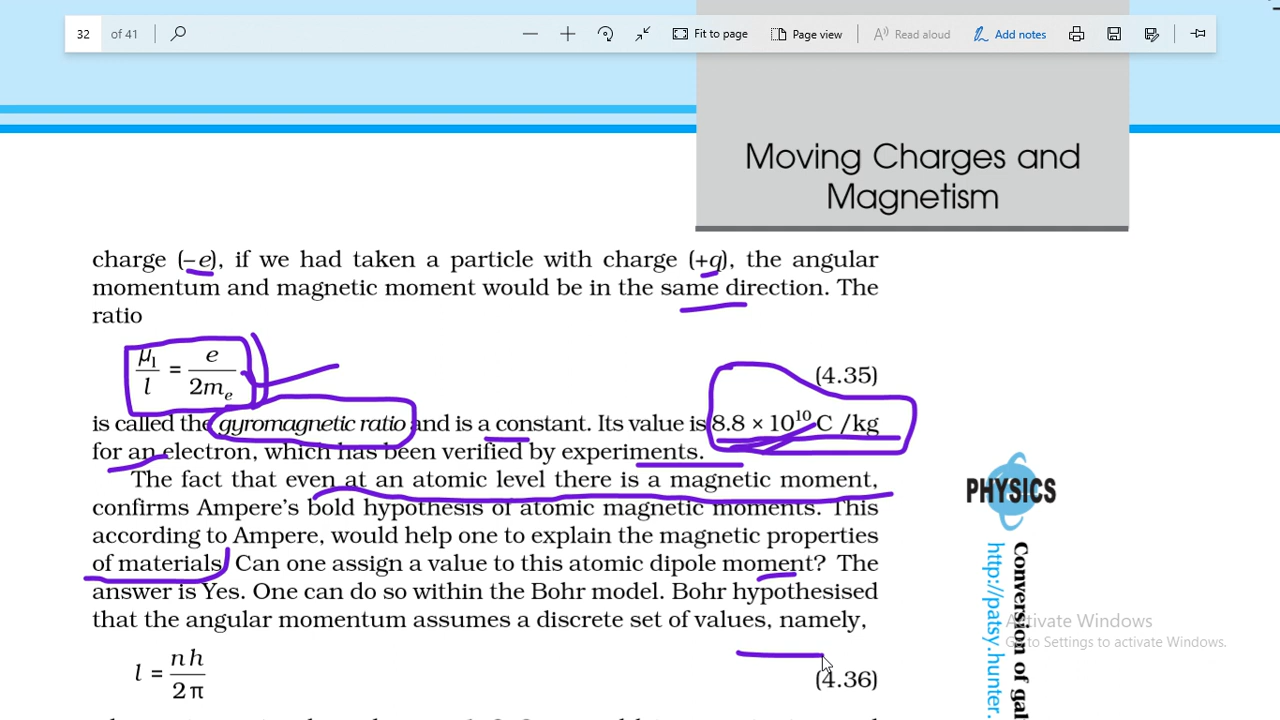 32 of 41 Fit to page Page view Read aloud Add notes
Moving Charges and
Magnetism
charge (–e), if we had taken a particle with charge (+q), the angular
momentum and magnetic moment would be in the same direction. The
ratio
μl / l = e / 2me (4.35)
is called the gyromagnetic ratio and is a constant. Its value is 8.8 × 10¹⁰ C /kg
for an electron, which has been verified by experiments.
The fact that even at an atomic level there is a magnetic moment,
confirms Ampere's bold hypothesis of atomic magnetic moments. This
according to Ampere, would help one to explain the magnetic properties
of materials. Can one assign a value to this atomic dipole moment? The
answer is Yes. One can do so within the Bohr model. Bohr hypothesised
that the angular momentum assumes a discrete set of values, namely,
l = nh / 2π (4.36)
PHYSICS
Conversion of gal
http://patsy.hunter.
Activate Windows
Go to Settings to activate Windows.